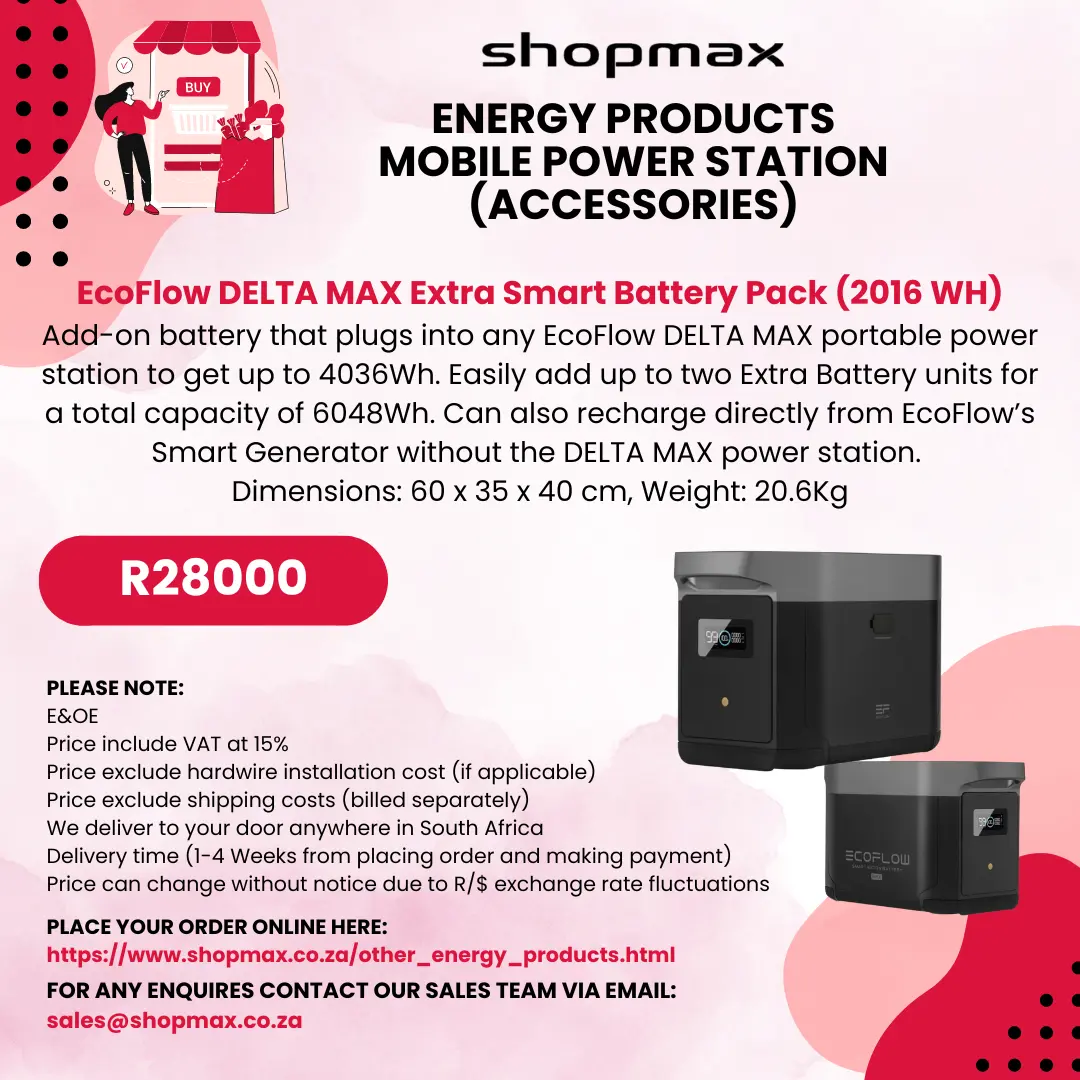 BUY
shopmax
ENERGY PRODUCTS
MOBILE POWER STATION
(ACCESSORIES)
EcoFlow DELTA MAX Extra Smart Battery Pack (2016 WH)
Add-on battery that plugs into any EcoFlow DELTA MAX portable power
station to get up to 4036Wh. Easily add up to two Extra Battery units for
a total capacity of 6048Wh. Can also recharge directly from EcoFlow’s
Smart Generator without the DELTA MAX power station.
Dimensions: 60 x 35 x 40 cm, Weight: 20.6Kg
R28000
99
PLEASE NOTE:
E&OE
Price include VAT at 15%
Price exclude hardwire installation cost (if applicable)
Price exclude shipping costs (billed separately)
We deliver to your door anywhere in South Africa
Delivery time (1-4 Weeks from placing order and making payment)
Price can change without notice due to R/$ exchange rate fluctuations
99
ECOFLOW
PLACE YOUR ORDER ONLINE HERE:
https://www.shopmax.co.za/other_energy_products.html
FOR ANY ENQUIRES CONTACT OUR SALES TEAM VIA EMAIL:
sales@shopmax.co.za